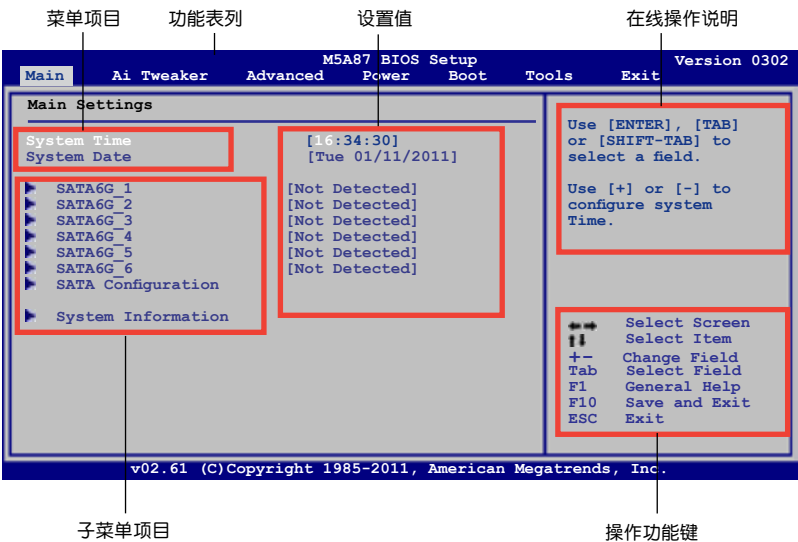 菜单项目 功能表列 设置值 在线操作说明
M5A87 BIOS Setup Version 0302
Main Ai Tweaker Advanced Power Boot Tools Exit
Main Settings
System Time [16:34:30]
System Date [Tue 01/11/2011]
SATA6G_1 [Not Detected]
SATA6G_2 [Not Detected]
SATA6G_3 [Not Detected]
SATA6G_4 [Not Detected]
SATA6G_5 [Not Detected]
SATA6G_6 [Not Detected]
SATA Configuration
System Information
Use [ENTER], [TAB]
or [SHIFT-TAB] to
select a field.
Use [+] or [-] to
configure system
Time.
←→ Select Screen
↑↓ Select Item
+- Change Field
Tab Select Field
F1 General Help
F10 Save and Exit
ESC Exit
v02.61 (C)Copyright 1985-2011, American Megatrends, Inc.
子菜单项目 操作功能键